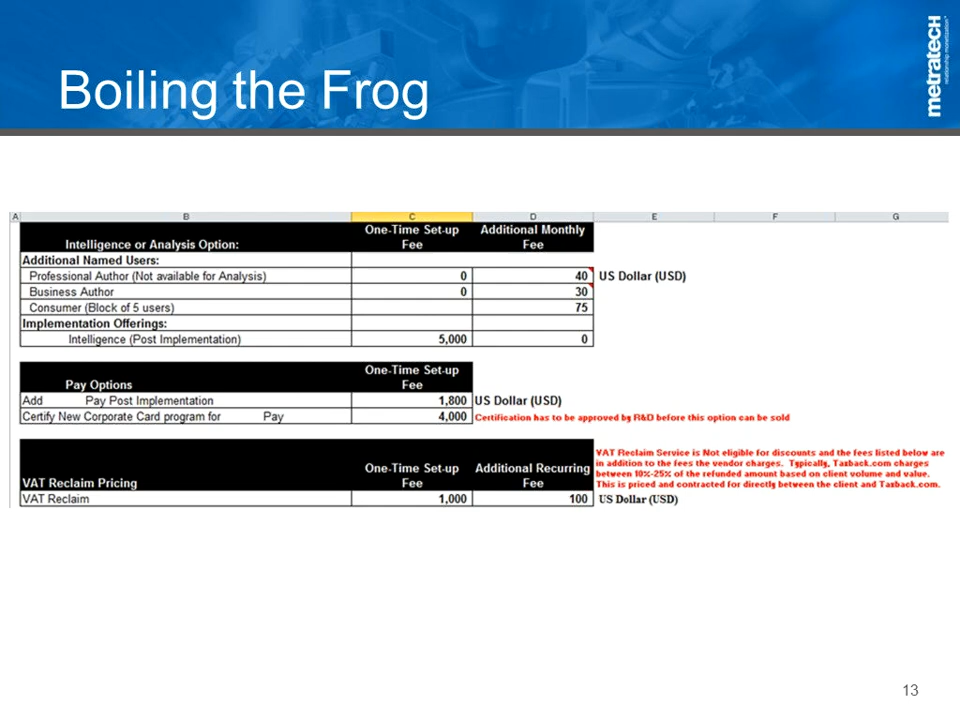 Boiling the Frog
metratech
relationship monetization
A B C D E F G
Intelligence or Analysis Option: One-Time Set-up Fee Additional Monthly Fee
Additional Named Users:
Professional Author (Not available for Analysis) 0 40 US Dollar (USD)
Business Author 0 30
Consumer (Block of 5 users) 75
Implementation Offerings:
Intelligence (Post Implementation) 5,000 0
Pay Options One-Time Set-up Fee
Add Pay Post Implementation 1,800 US Dollar (USD)
Certify New Corporate Card program for Pay 4,000 Certification has to be approved by R&D before this option can be sold
VAT Reclaim Pricing One-Time Set-up Fee Additional Recurring Fee
VAT Reclaim Service is Not eligible for discounts and the fees listed below are
in addition to the fees the vendor charges. Typically, Taxback.com charges
between 10%-25% of the refunded amount based on client volume and value.
This is priced and contracted for directly between the client and Taxback.com.
VAT Reclaim 1,000 100 US Dollar (USD)
13